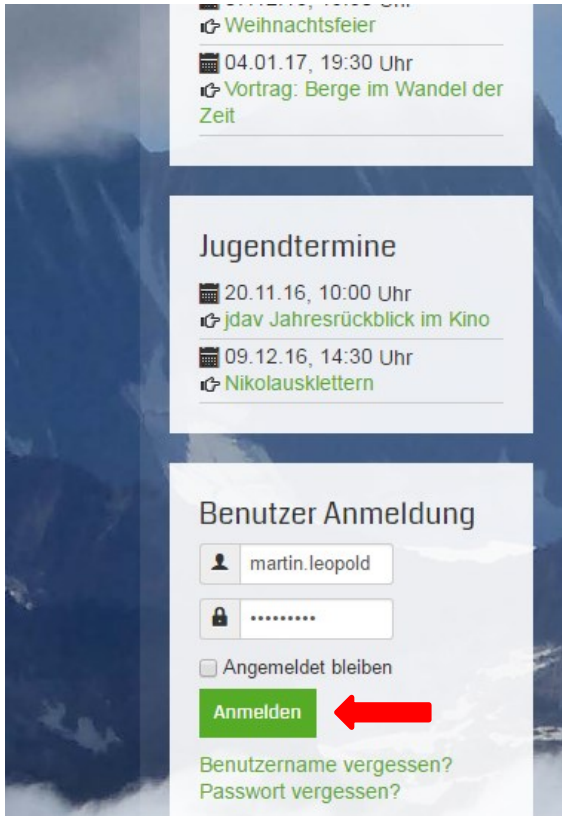 Weihnachtsfeier
04.01.17, 19:30 Uhr
Vortrag: Berge im Wandel der
Zeit
Jugendtermine
20.11.16, 10:00 Uhr
jdav Jahresrückblick im Kino
09.12.16, 14:30 Uhr
Nikolausklettern
Benutzer Anmeldung
martin.leopold
•••••••••
Angemeldet bleiben
Anmelden
Benutzername vergessen?
Passwort vergessen?